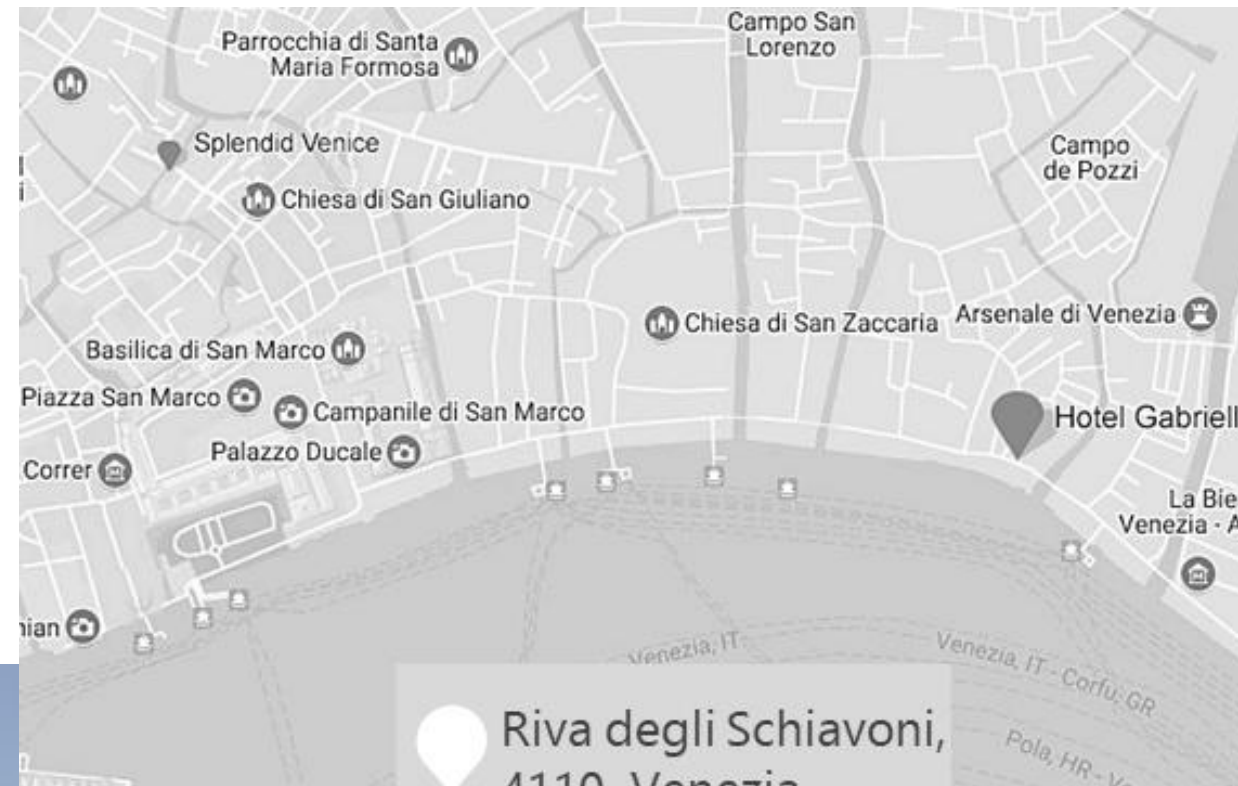 Campo San
Lorenzo
Parrocchia di Santa
Maria Formosa
Splendid Venice
Campo
de Pozzi
Chiesa di San Giuliano
Arsenale di Venezia
Chiesa di San Zaccaria
Basilica di San Marco
Piazza San Marco
Campanile di San Marco
Hotel Gabriell
Palazzo Ducale
Correr
La Bie
Venezia - A
nian
Venezia, IT
Venezia, IT - Corfu, GR
Pola, HR - V
Riva degli Schiavoni,
4110, Venezia